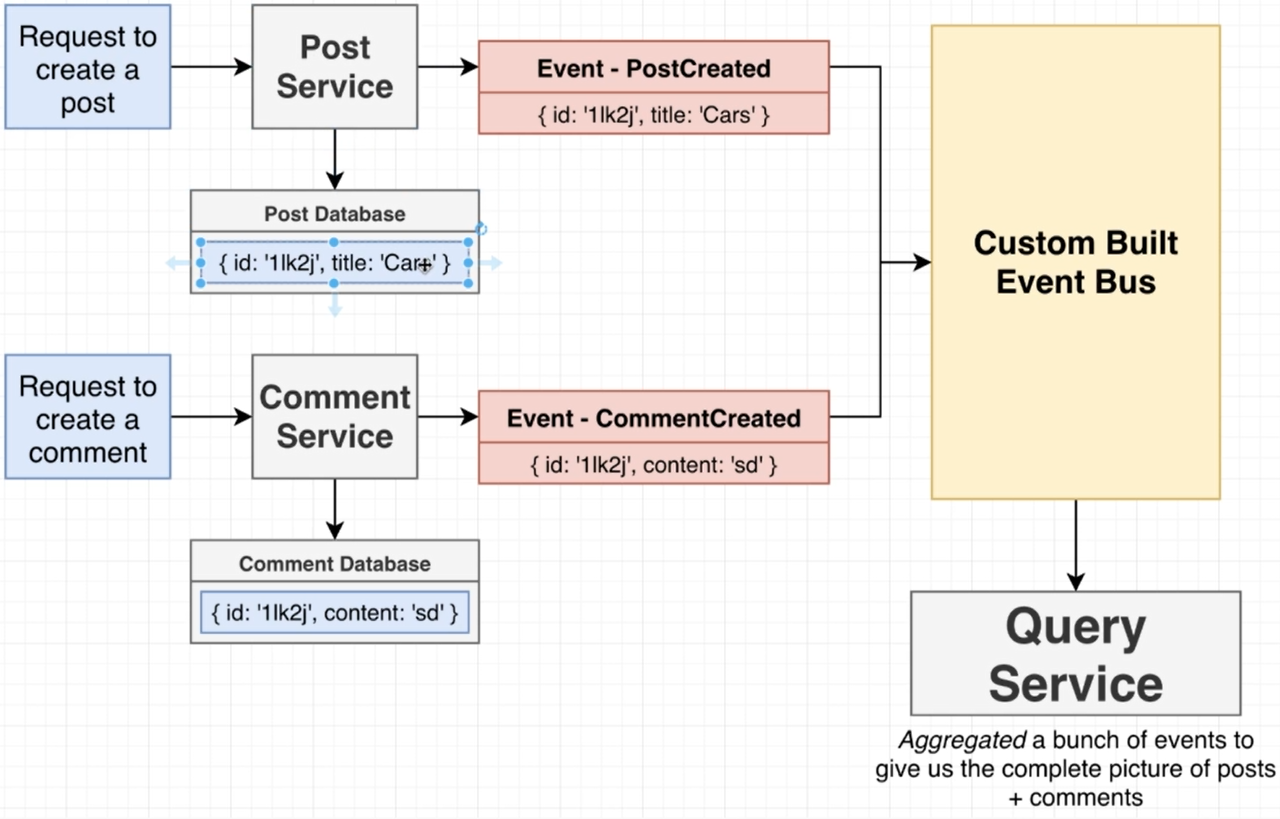 Request to
create a
post
Post
Service
Event - PostCreated
{ id: '1lk2j', title: 'Cars' }
Post Database
{ id: '1lk2j', title: 'Cars' }
Custom Built
Event Bus
Request to
create a
comment
Comment
Service
Event - CommentCreated
{ id: '1lk2j', content: 'sd' }
Comment Database
{ id: '1lk2j', content: 'sd' }
Query
Service
Aggregated a bunch of events to
give us the complete picture of posts
+ comments